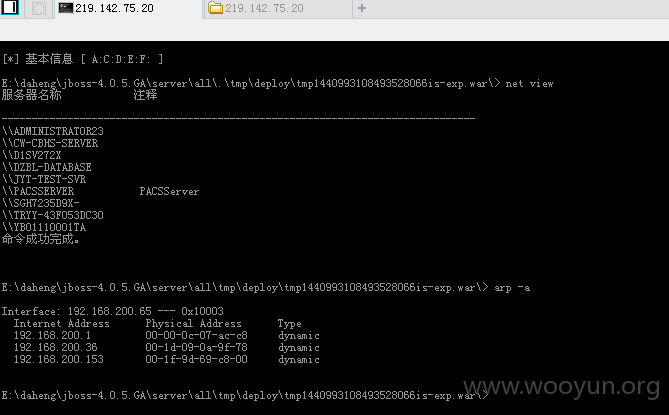 219.142.75.20 219.142.75.20
[*] 基本信息 [ A:C:D:E:F: ]
E:\daheng\jboss-4.0.5.GA\server\all\.\tmp\deploy\tmp1440993108493528066is-exp.war\> net view
服务器名称 注释
-------------------------------------------------------------------------------
\\ADMINISTRATOR23
\\CW-CBHS-SERVER
\\D1SV272X
\\DZBL-DATABASE
\\JYT-TEST-SVR
\\PACSSERVER PACSServer
\\SGH7235D9X-
\\TRYY-43F053DC30
\\YB01110001TA
命令成功完成。
E:\daheng\jboss-4.0.5.GA\server\all\tmp\deploy\tmp1440993108493528066is-exp.war\> arp -a
Interface: 192.168.200.65 --- 0x10003
Internet Address Physical Address Type
192.168.200.1 00-00-0c-07-ac-c8 dynamic
192.168.200.36 00-1d-09-0a-9f-78 dynamic
192.168.200.153 00-1f-9d-69-c8-00 dynamic
E:\daheng\jboss-4.0.5.GA\server\all\tmp\deploy\tmp1440993108493528066is-exp.war\>
www.wooyun.org